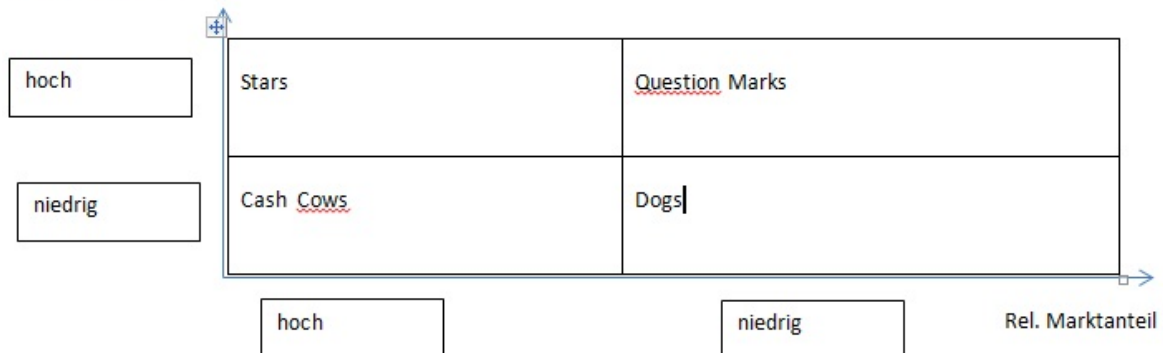 hoch
Stars
Question Marks
niedrig
Cash Cows
Dogs
hoch
niedrig
Rel. Marktanteil